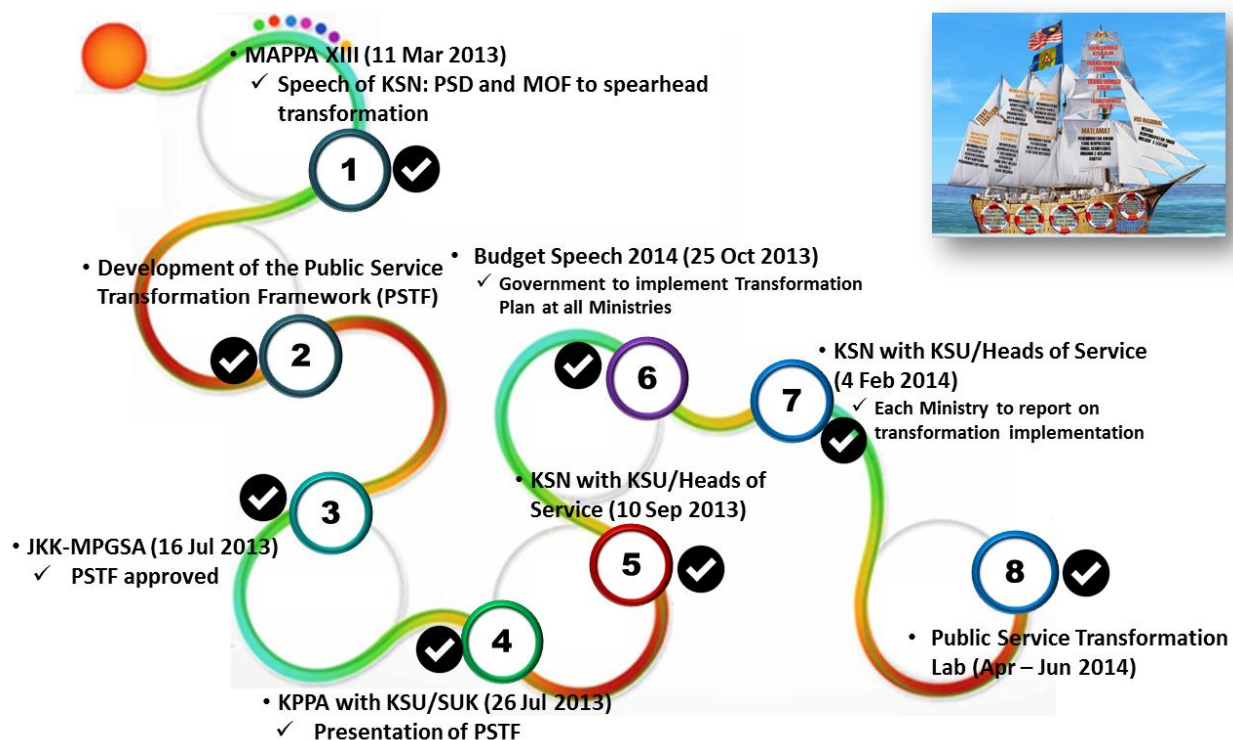 • MAPPA XIII (11 Mar 2013)
✓ Speech of KSN: PSD and MOF to spearhead
transformation
1
• Development of the Public Service
Transformation Framework (PSTF)
2
3
• JKK-MPGSA (16 Jul 2013)
✓ PSTF approved
4
• KPPA with KSU/SUK (26 Jul 2013)
✓ Presentation of PSTF
• KSN with KSU/Heads of
Service (10 Sep 2013)
5
• Budget Speech 2014 (25 Oct 2013)
✓ Government to implement Transformation
Plan at all Ministries
6
7
• KSN with KSU/Heads of Service
(4 Feb 2014)
✓ Each Ministry to report on
transformation implementation
8
• Public Service Transformation
Lab (Apr – Jun 2014)
MATLAMAT